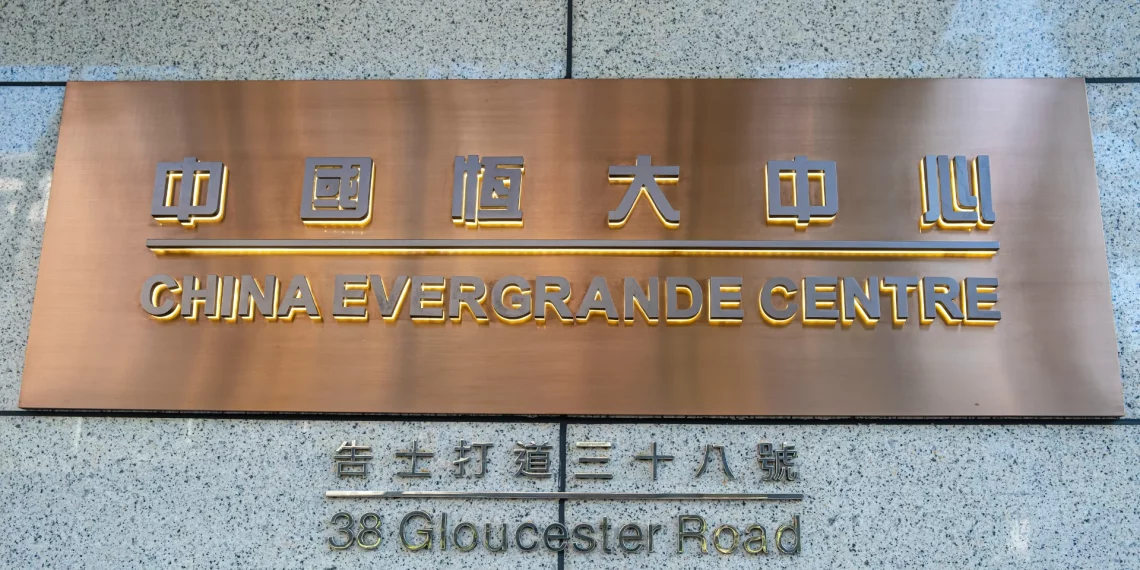 中國恆大中心
CHINA EVERGRANDE CENTRE
告士打道三十八號
38 Gloucester Road